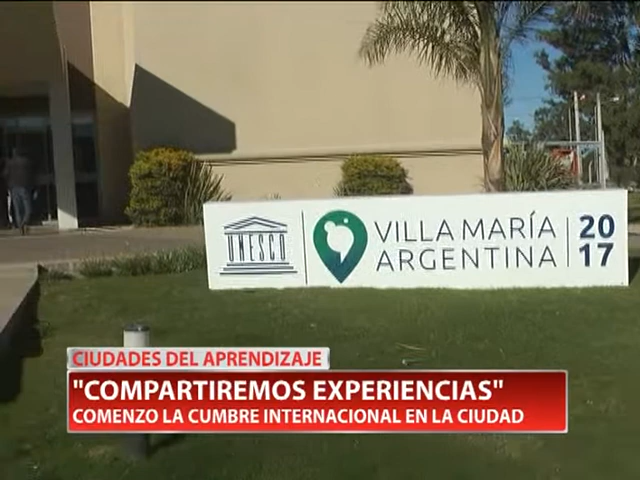 UNESCO
VILLA MARÍA
ARGENTINA
20
17
CIUDADES DEL APRENDIZAJE
"COMPARTIREMOS EXPERIENCIAS"
COMENZO LA CUMBRE INTERNACIONAL EN LA CIUDAD